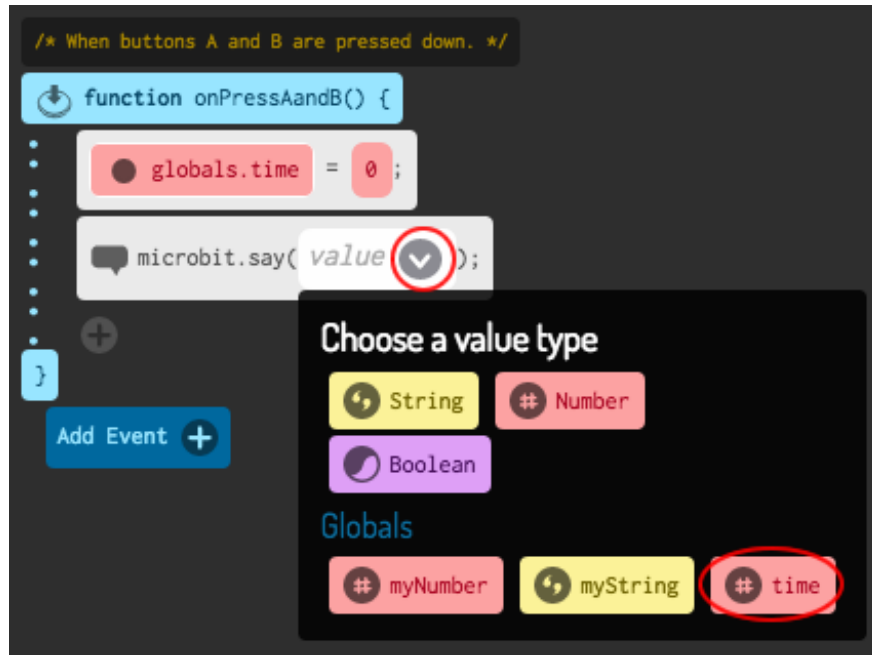 /* When buttons A and B are pressed down. */
function onPressAandB() {
globals.time = 0 ;
microbit.say( value );
Choose a value type
String Number
}
Add Event
Boolean
Globals
myNumber myString time